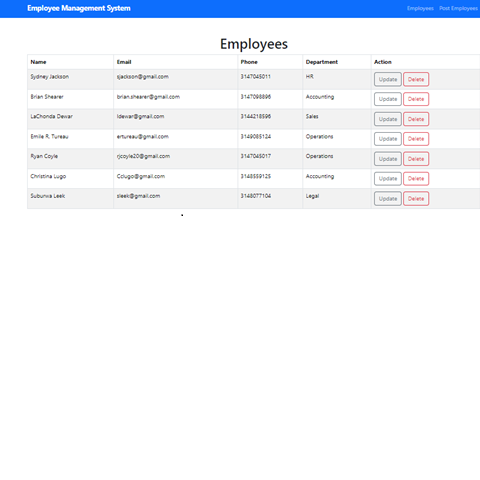 Employee Management System Employees Post Employees
Employees
Name Email Phone Department Action
Sydney Jackson sjackson@gmail.com 3147045011 HR Update Delete
Brian Shearer brian.shearer@gmail.com 3147098896 Accounting Update Delete
LaChonda Dewar ldewar@gmail.com 3144218596 Sales Update Delete
Emile R. Tureau ertureau@gmail.com 3149085124 Operations Update Delete
Ryan Coyle rjcoyle20@gmail.com 3147045017 Operations Update Delete
Christina Lugo Cclugo@gmail.com 3148559125 Accounting Update Delete
Suburwa Leek sleek@gmail.com 3148077104 Legal Update Delete